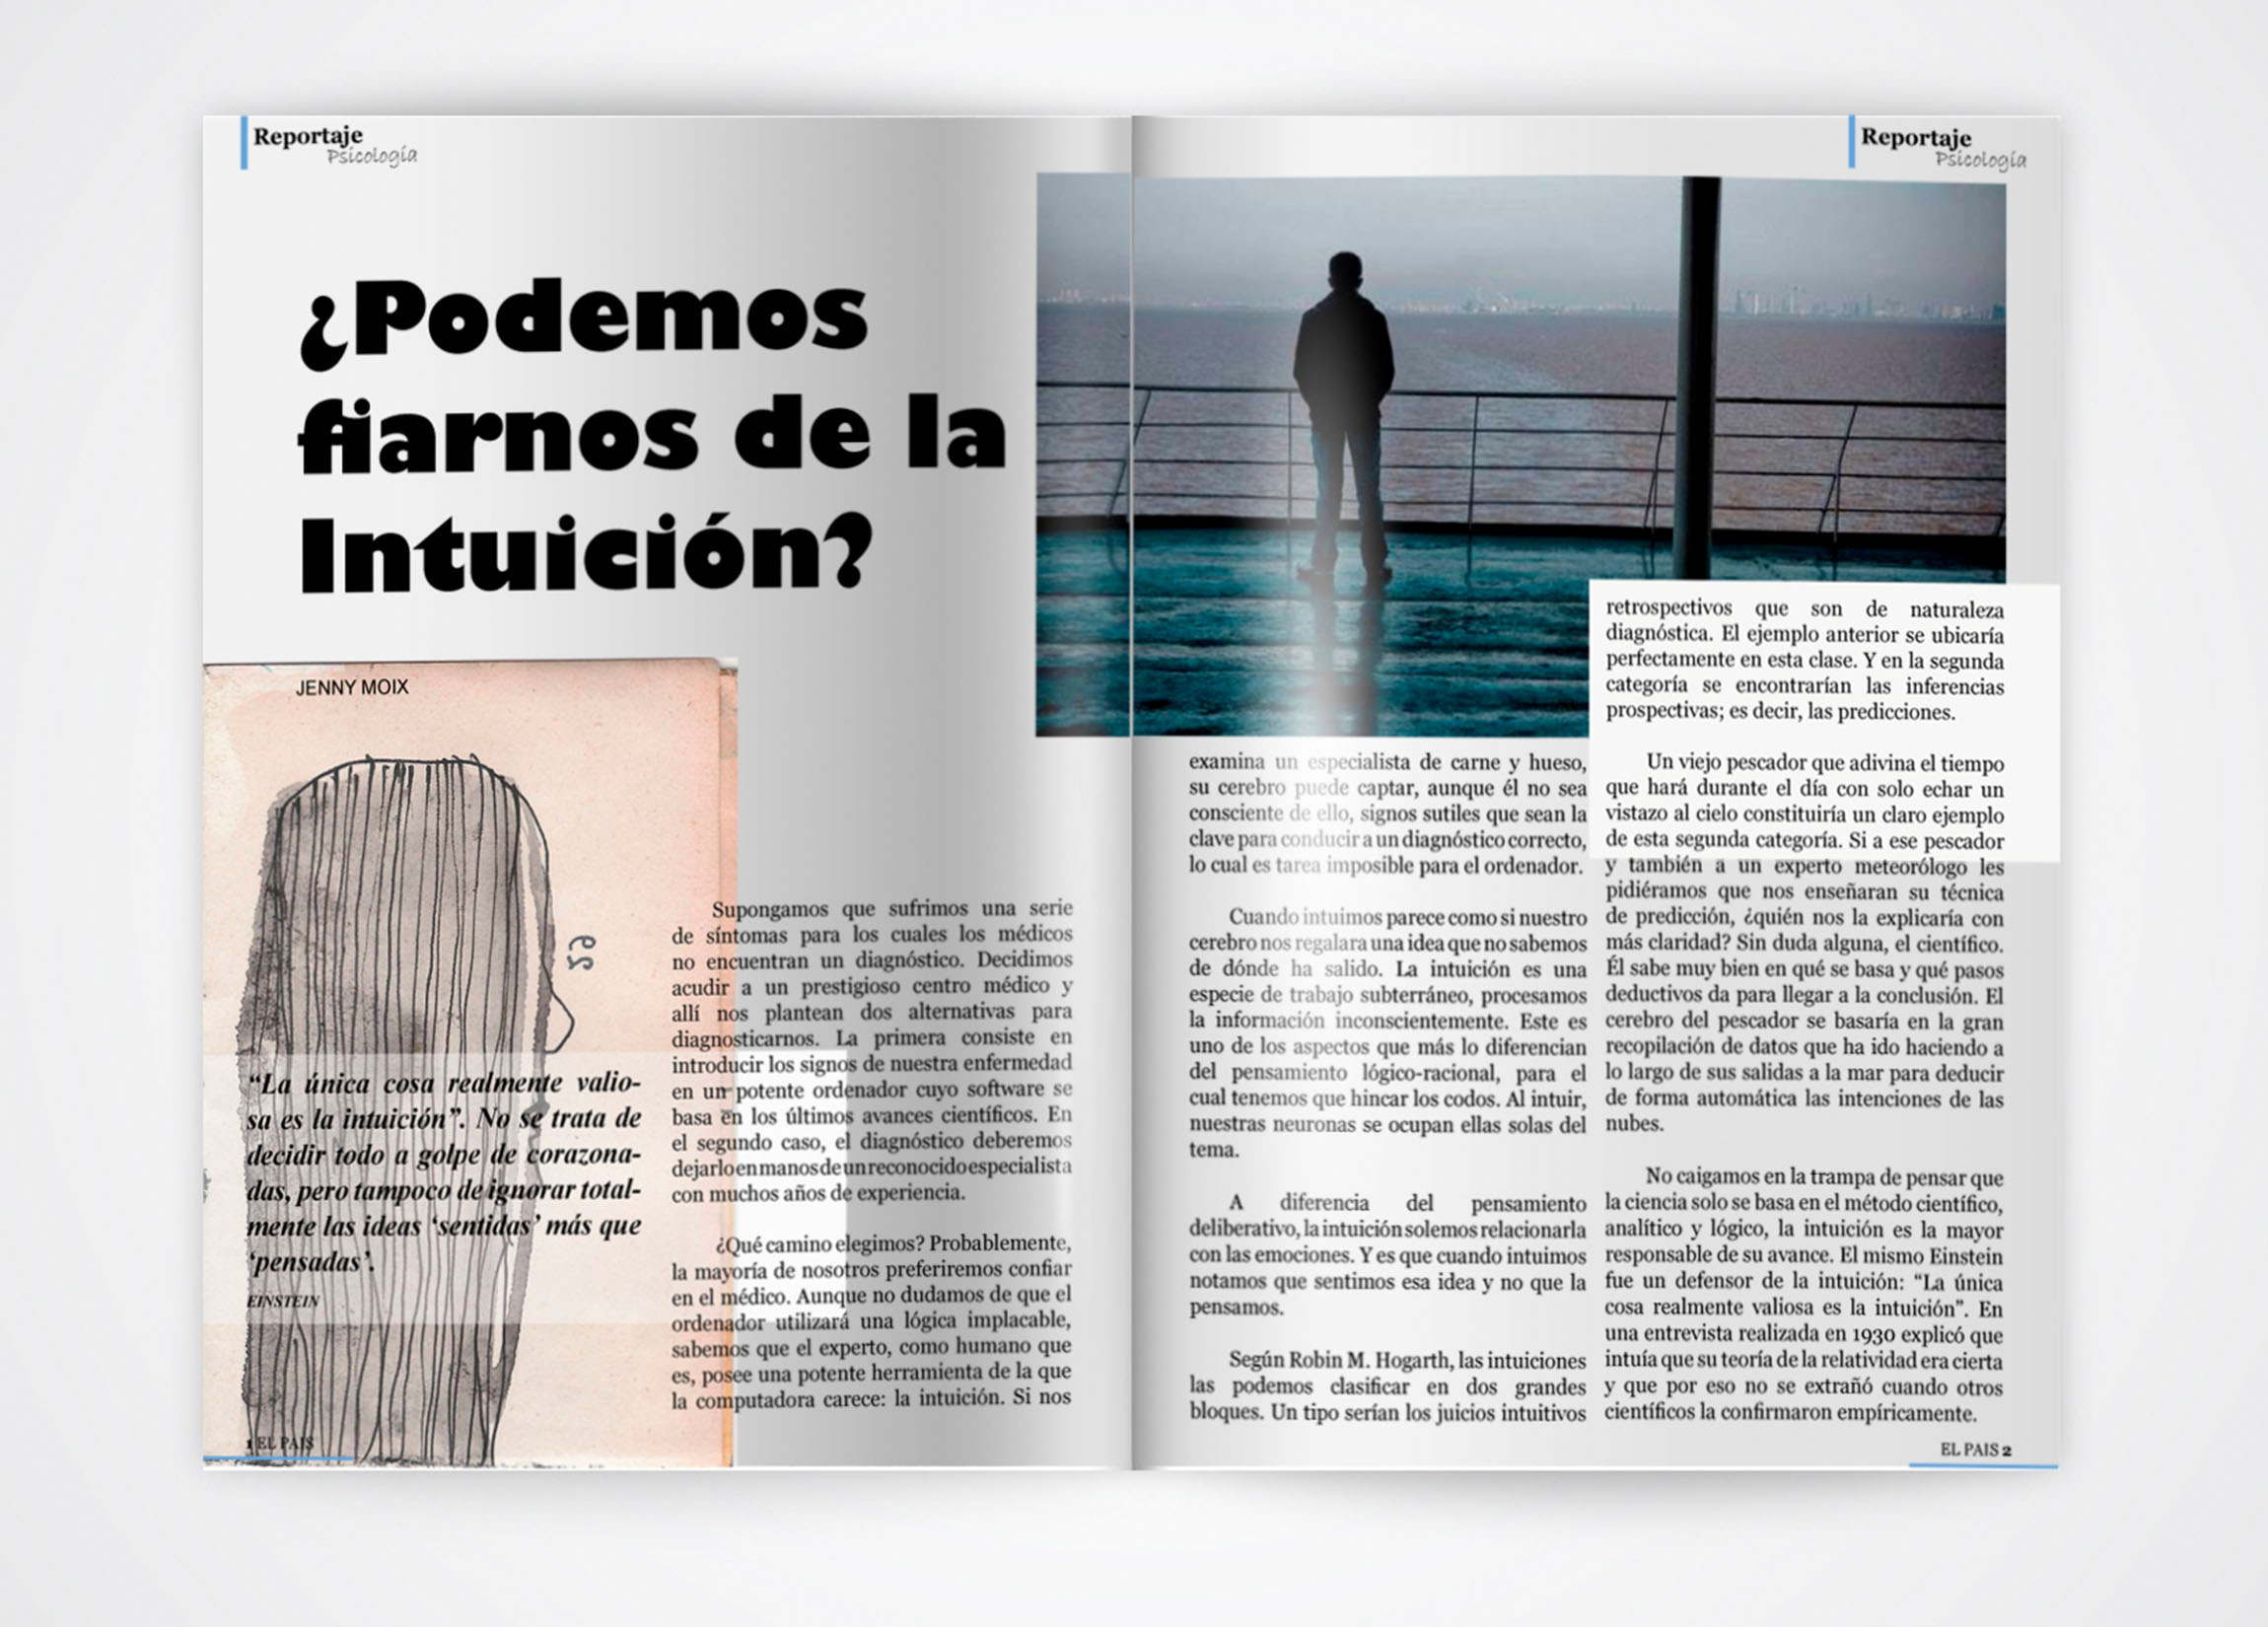 Reportaje
Psicología
¿Podemos
fiarnos de la
Intuición?
JENNY MOIX
“La única cosa realmente valio-
sa es la intuición”. No se trata de
decidir todo a golpe de corazona-
das, pero tampoco de ignorar total-
mente las ideas ‘sentidas’ más que
‘pensadas’.
EINSTEIN
1 EL PAIS
Supongamos que sufrimos una serie
de síntomas para los cuales los médicos
no encuentran un diagnóstico. Decidimos
acudir a un prestigioso centro médico y
allí nos plantean dos alternativas para
diagnosticarnos. La primera consiste en
introducir los signos de nuestra enfermedad
en un potente ordenador cuyo software se
basa en los últimos avances científicos. En
el segundo caso, el diagnóstico deberemos
dejarlo en manos de un reconocido especialista
con muchos años de experiencia.
¿Qué camino elegimos? Probablemente,
la mayoría de nosotros preferiremos confiar
en el médico. Aunque no dudamos de que el
ordenador utilizará una lógica implacable,
sabemos que el experto, como humano que
es, posee una potente herramienta de la que
la computadora carece: la intuición. Si nos
Reportaje
Psicología
examina un especialista de carne y hueso,
su cerebro puede captar, aunque él no sea
consciente de ello, signos sutiles que sean la
clave para conducir a un diagnóstico correcto,
lo cual es tarea imposible para el ordenador.
Cuando intuimos parece como si nuestro
cerebro nos regalara una idea que no sabemos
de dónde ha salido. La intuición es una
especie de trabajo subterráneo, procesamos
la información inconscientemente. Este es
uno de los aspectos que más lo diferencian
del pensamiento lógico-racional, para el
cual tenemos que hincar los codos. Al intuir,
nuestras neuronas se ocupan ellas solas del
tema.
A diferencia del pensamiento
deliberativo, la intuición solemos relacionarla
con las emociones. Y es que cuando intuimos
notamos que sentimos esa idea y no que la
pensamos.
Según Robin M. Hogarth, las intuiciones
las podemos clasificar en dos grandes
bloques. Un tipo serían los juicios intuitivos
retrospectivos que son de naturaleza
diagnóstica. El ejemplo anterior se ubicaría
perfectamente en esta clase. Y en la segunda
categoría se encontrarían las inferencias
prospectivas; es decir, las predicciones.
Un viejo pescador que adivina el tiempo
que hará durante el día con solo echar un
vistazo al cielo constituiría un claro ejemplo
de esta segunda categoría. Si a ese pescador
y también a un experto meteorólogo les
pidiéramos que nos enseñaran su técnica
de predicción, ¿quién nos la explicaría con
más claridad? Sin duda alguna, el científico.
Él sabe muy bien en qué se basa y qué pasos
deductivos da para llegar a la conclusión. El
cerebro del pescador se basaría en la gran
recopilación de datos que ha ido haciendo a
lo largo de sus salidas a la mar para deducir
de forma automática las intenciones de las
nubes.
No caigamos en la trampa de pensar que
la ciencia solo se basa en el método científico,
analítico y lógico, la intuición es la mayor
responsable de su avance. El mismo Einstein
fue un defensor de la intuición: “La única
cosa realmente valiosa es la intuición”. En
una entrevista realizada en 1930 explicó que
intuía que su teoría de la relatividad era cierta
y que por eso no se extrañó cuando otros
científicos la confirmaron empíricamente.
EL PAIS 2